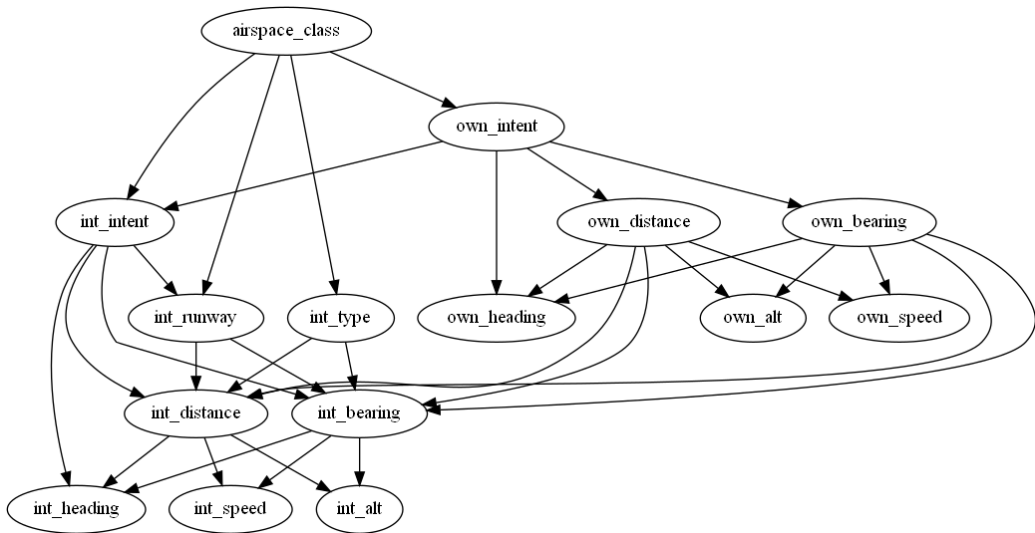 airspace_class
own_intent
int_intent
own_distance
own_bearing
int_runway
int_type
own_heading
own_alt
own_speed
int_distance
int_bearing
int_heading
int_speed
int_alt